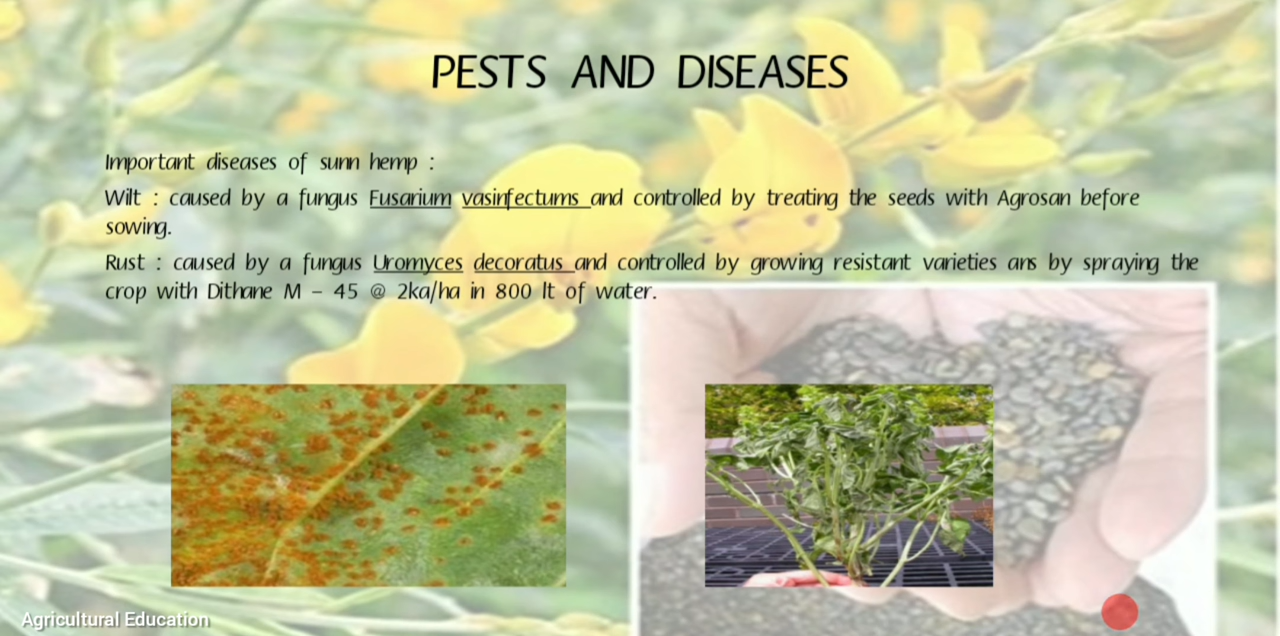 PESTS AND DISEASES
Important diseases of sunn hemp :
Wilt : caused by a fungus Fusarium vasinfectums and controlled by treating the seeds with Agrosan before
sowing.
Rust : caused by a fungus Uromyces decoratus and controlled by growing resistant varieties ans by spraying the
crop with Dithane M – 45 @ 2ka/ha in 800 lt of water.
Agricultural Education